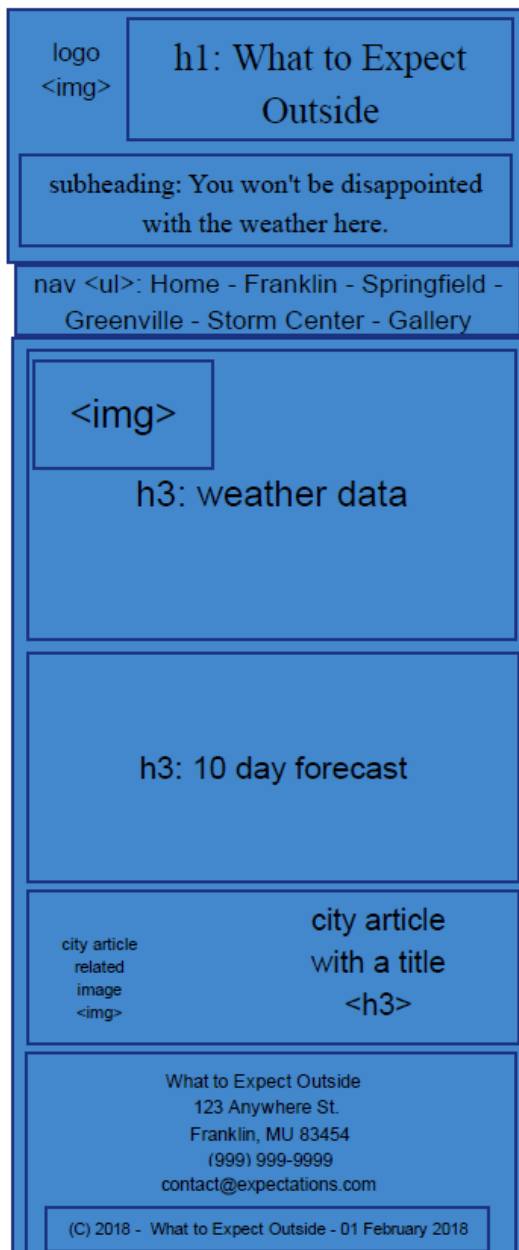 logo
<img>
h1: What to Expect
Outside
subheading: You won't be disappointed
with the weather here.
nav <ul>: Home - Franklin - Springfield -
Greenville - Storm Center - Gallery
<img>
h3: weather data
h3: 10 day forecast
city article
related
image
<img>
city article
with a title
<h3>
What to Expect Outside
123 Anywhere St.
Franklin, MU 83454
(999) 999-9999
contact@expectations.com
(C) 2018 - What to Expect Outside - 01 February 2018